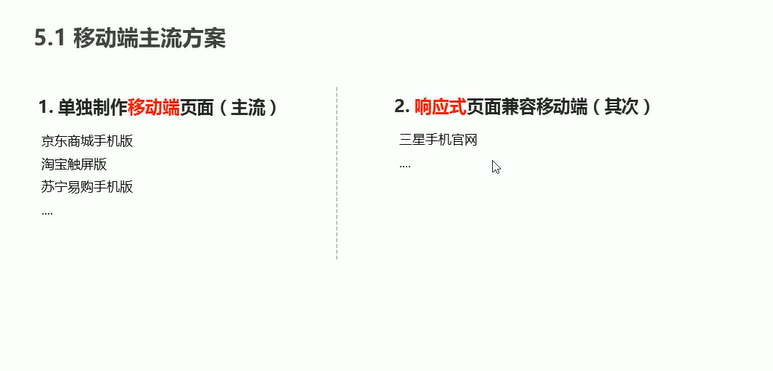 5.1 移动端主流方案
1. 单独制作移动端页面（主流）
京东商城手机版
淘宝触屏版
苏宁易购手机版
....
2. 响应式页面兼容移动端（其次）
三星手机官网
....